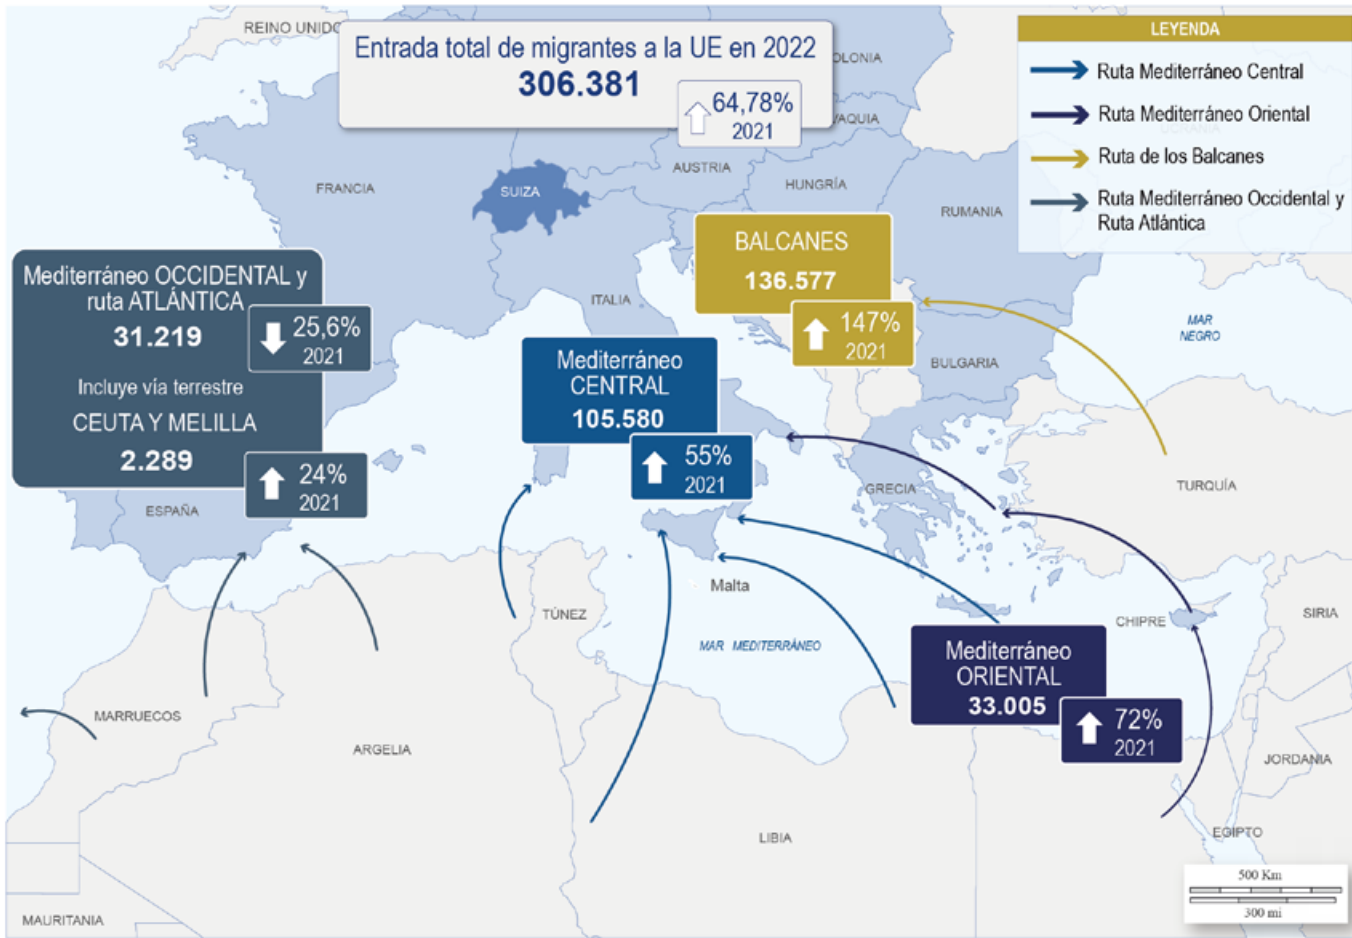 REINO UNIDO
Entrada total de migrantes a la UE en 2022
306.381
64,78%
2021
LEYENDA
Ruta Mediterráneo Central
Ruta Mediterráneo Oriental
Ruta de los Balcanes
Ruta Mediterráneo Occidental y
Ruta Atlántica
OLONIA
VAQUIA
UCRANIA
AUSTRIA
HUNGRÍA
FRANCIA
SUIZA
RUMANIA
BALCANES
136.577
147%
2021
Mediterráneo OCCIDENTAL y
ruta ATLÁNTICA
31.219
25,6%
2021
Incluye vía terrestre
CEUTA Y MELILLA
2.289
24%
2021
ITALIA
MAR
NEGRO
BULGARIA
Mediterráneo
CENTRAL
105.580
55%
2021
ESPAÑA
GRECIA
TURQUÍA
Malta
TÚNEZ
CHIPRE
SIRIA
MAR MEDITERRÁNEO
Mediterráneo
ORIENTAL
33.005
72%
2021
MARRUECOS
ARGELIA
JORDANIA
LIBIA
EGIPTO
500 Km
300 mi
MAURITANIA